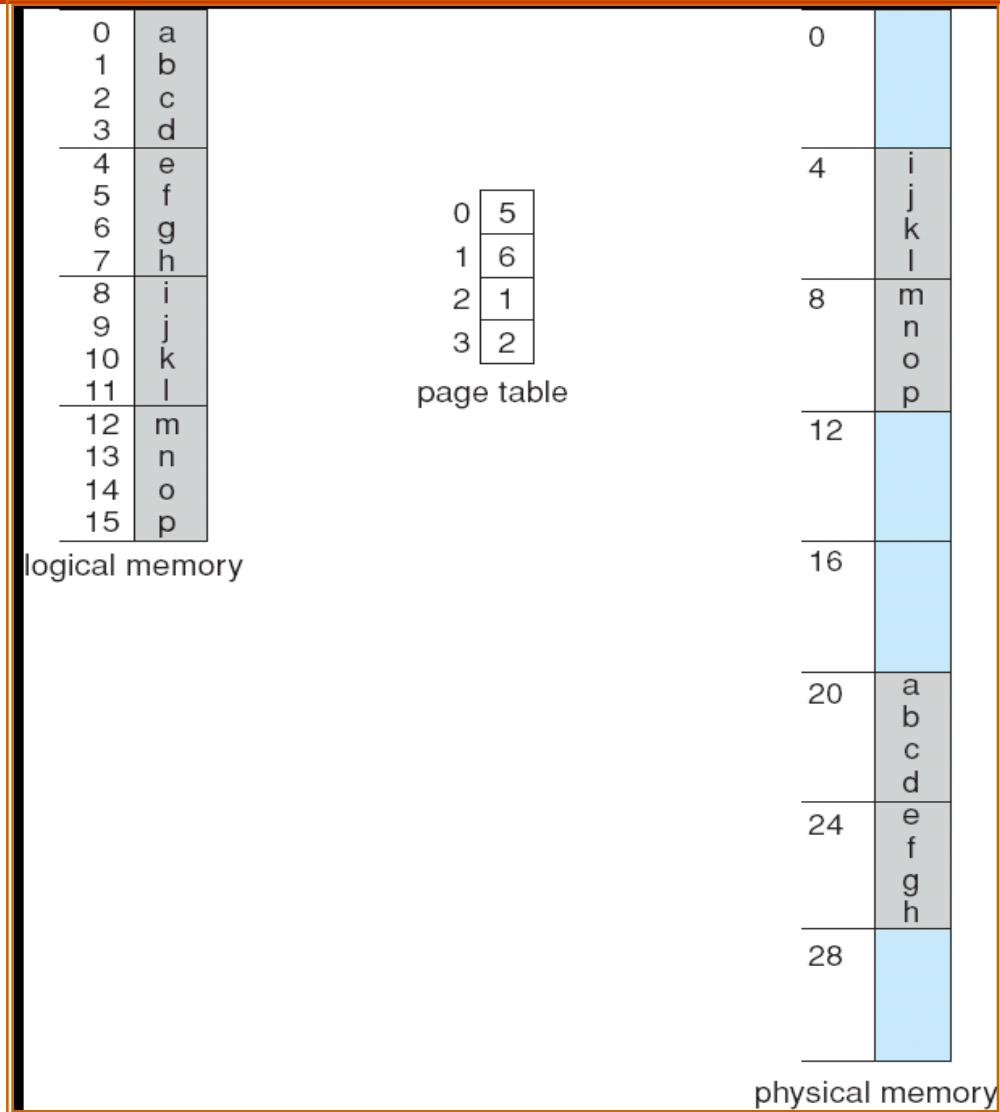 0 a
1 b
2 c
3 d
4 e
5 f
6 g
7 h
8 i
9 j
10 k
11 l
12 m
13 n
14 o
15 p
logical memory
0 5
1 6
2 1
3 2
page table
0
4 i
j
k
l
8 m
n
o
p
12
16
20 a
b
c
d
24 e
f
g
h
28
physical memory